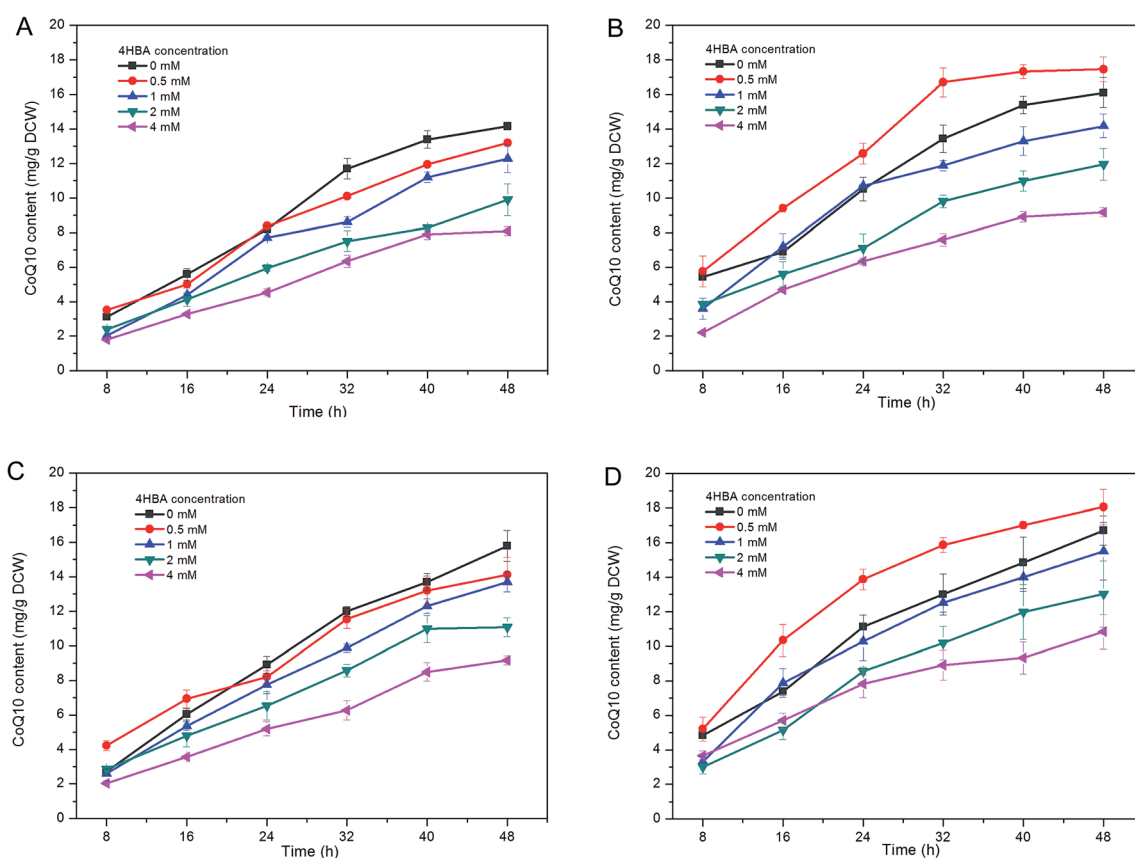 A
4HBA concentration
0 mM
0.5 mM
1 mM
2 mM
4 mM
CoQ10 content (mg/g DCW)
20
18
16
14
12
10
8
6
4
2
0
8 16 24 32 40 48
Time (h)
B
4HBA concentration
0 mM
0.5 mM
1 mM
2 mM
4 mM
CoQ10 content (mg/g DCW)
20
18
16
14
12
10
8
6
4
2
0
8 16 24 32 40 48
Time (h)
C
4HBA concentration
0 mM
0.5 mM
1 mM
2 mM
4 mM
CoQ10 content (mg/g DCW)
20
18
16
14
12
10
8
6
4
2
0
8 16 24 32 40 48
Time (h)
D
4HBA concentration
0 mM
0.5 mM
1 mM
2 mM
4 mM
CoQ10 content (mg/g DCW)
20
18
16
14
12
10
8
6
4
2
0
8 16 24 32 40 48
Time (h)